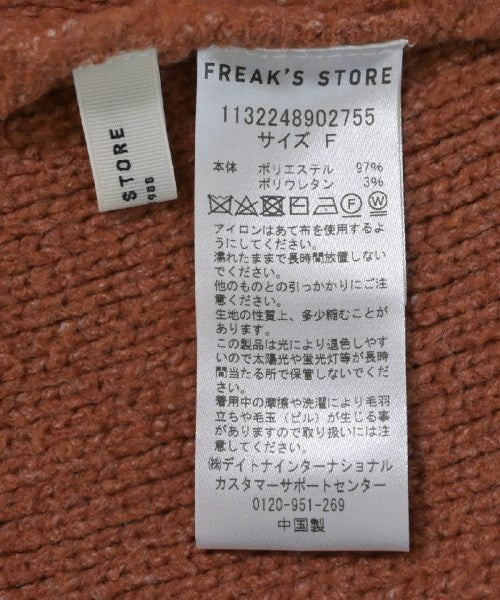 FREAK'S STORE
1132248902755
サイズ F
本体 ポリエステル 97%
ポリウレタン 3%
F W
アイロンはあて布を使用するよ
うにしてください。
濡れたままで長時間放置しない
でください。
他のものとの引っかかりにご注
意ください。
生地の性質上、多少縮むことが
あります。
この製品は光により退色しやす
いので太陽光や蛍光灯等が長時
間当たる所で保管しないでくだ
さい。
着用中の摩擦や洗濯により毛羽
立ちや毛玉（ピル）が生じる事
がありますので取り扱いには注
意してください。
㈱デイトナインターナショナル
カスタマーサポートセンター
0120-951-269
中国製
STORE
986